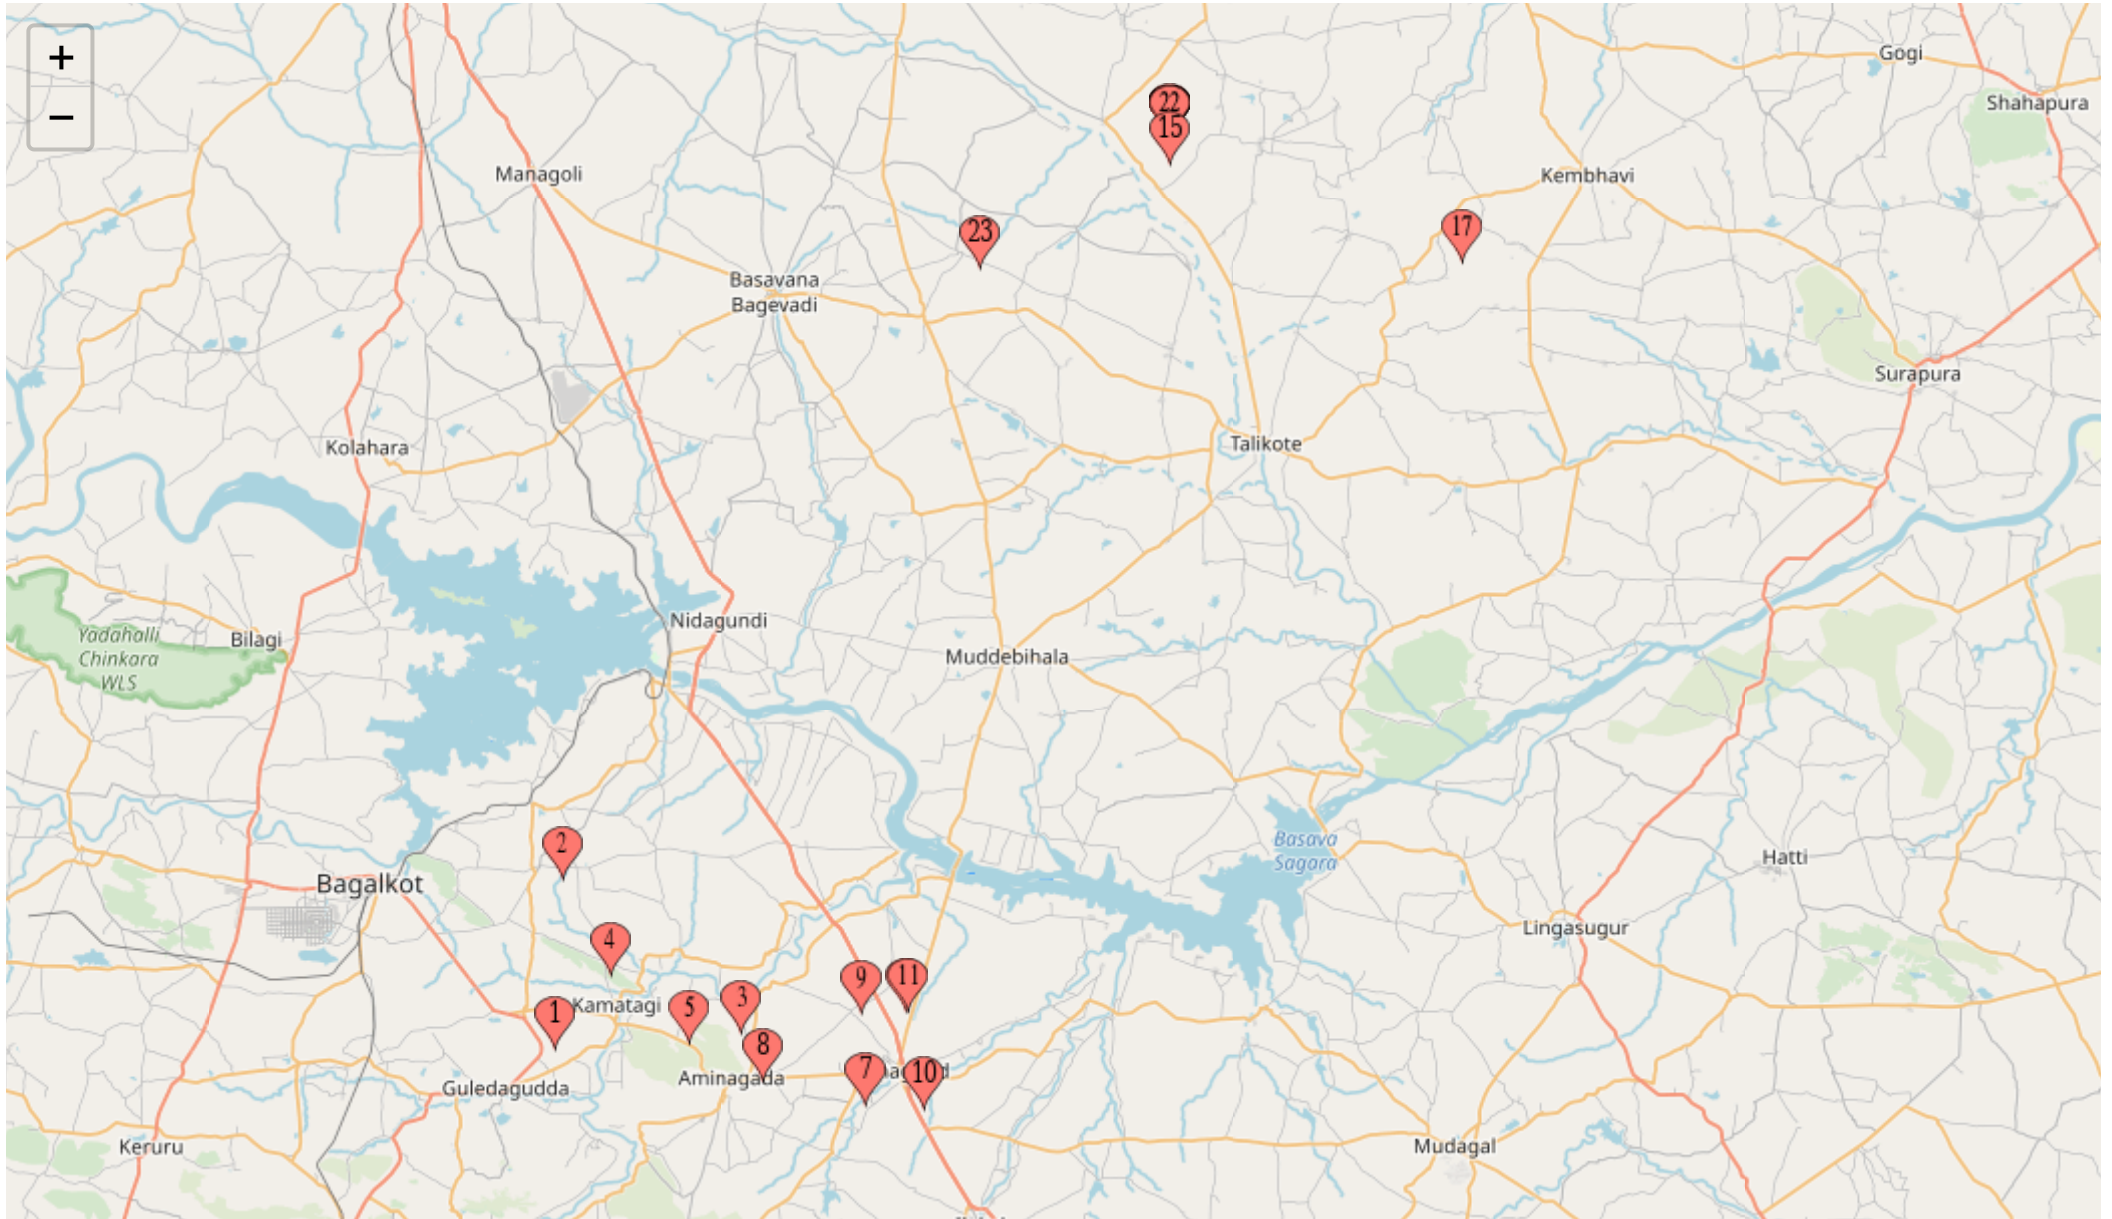 +
−
Gogi
Shahapura
22
15
Managoli
Kembhavi
23
17
Basavana
Bagevadi
Surapura
Kolahara
Talikote
Nidagundi
Yadahalli
Chinkara
WLS
Bilagi
Muddebihala
2
Basava
Sagara
Hatti
Bagalkot
4
Lingasugur
9
11
3
5
1
Kamatagi
8
7
10
Aminagada
Guledagudda
Keruru
Mudagal